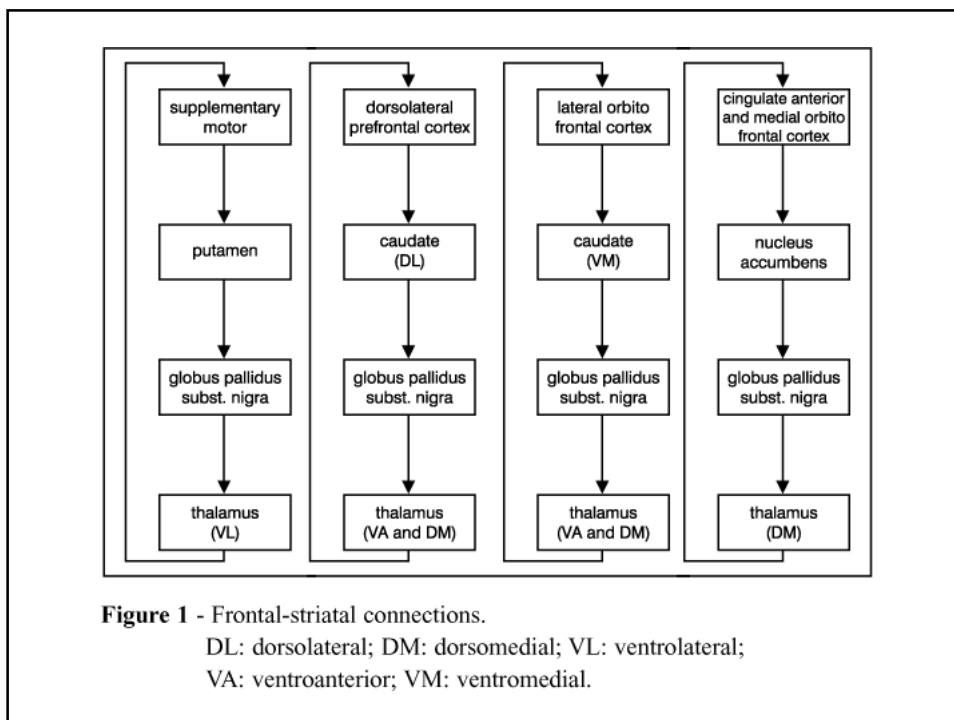 supplementary
motor
putamen
globus pallidus
subst. nigra
thalamus
(VL)
dorsolateral
prefrontal cortex
caudate
(DL)
globus pallidus
subst. nigra
thalamus
(VA and DM)
lateral orbito
frontal cortex
caudate
(VM)
globus pallidus
subst. nigra
thalamus
(VA and DM)
cingulate anterior
and medial orbito
frontal cortex
nucleus
accumbens
globus pallidus
subst. nigra
thalamus
(DM)
Figure 1 - Frontal-striatal connections.
DL: dorsolateral; DM: dorsomedial; VL: ventrolateral;
VA: ventroanterior; VM: ventromedial.